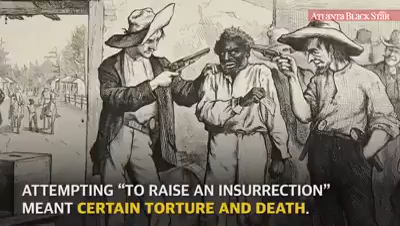 ATLANTA BLACK STAR
ATTEMPTING “TO RAISE AN INSURRECTION”
MEANT CERTAIN TORTURE AND DEATH.